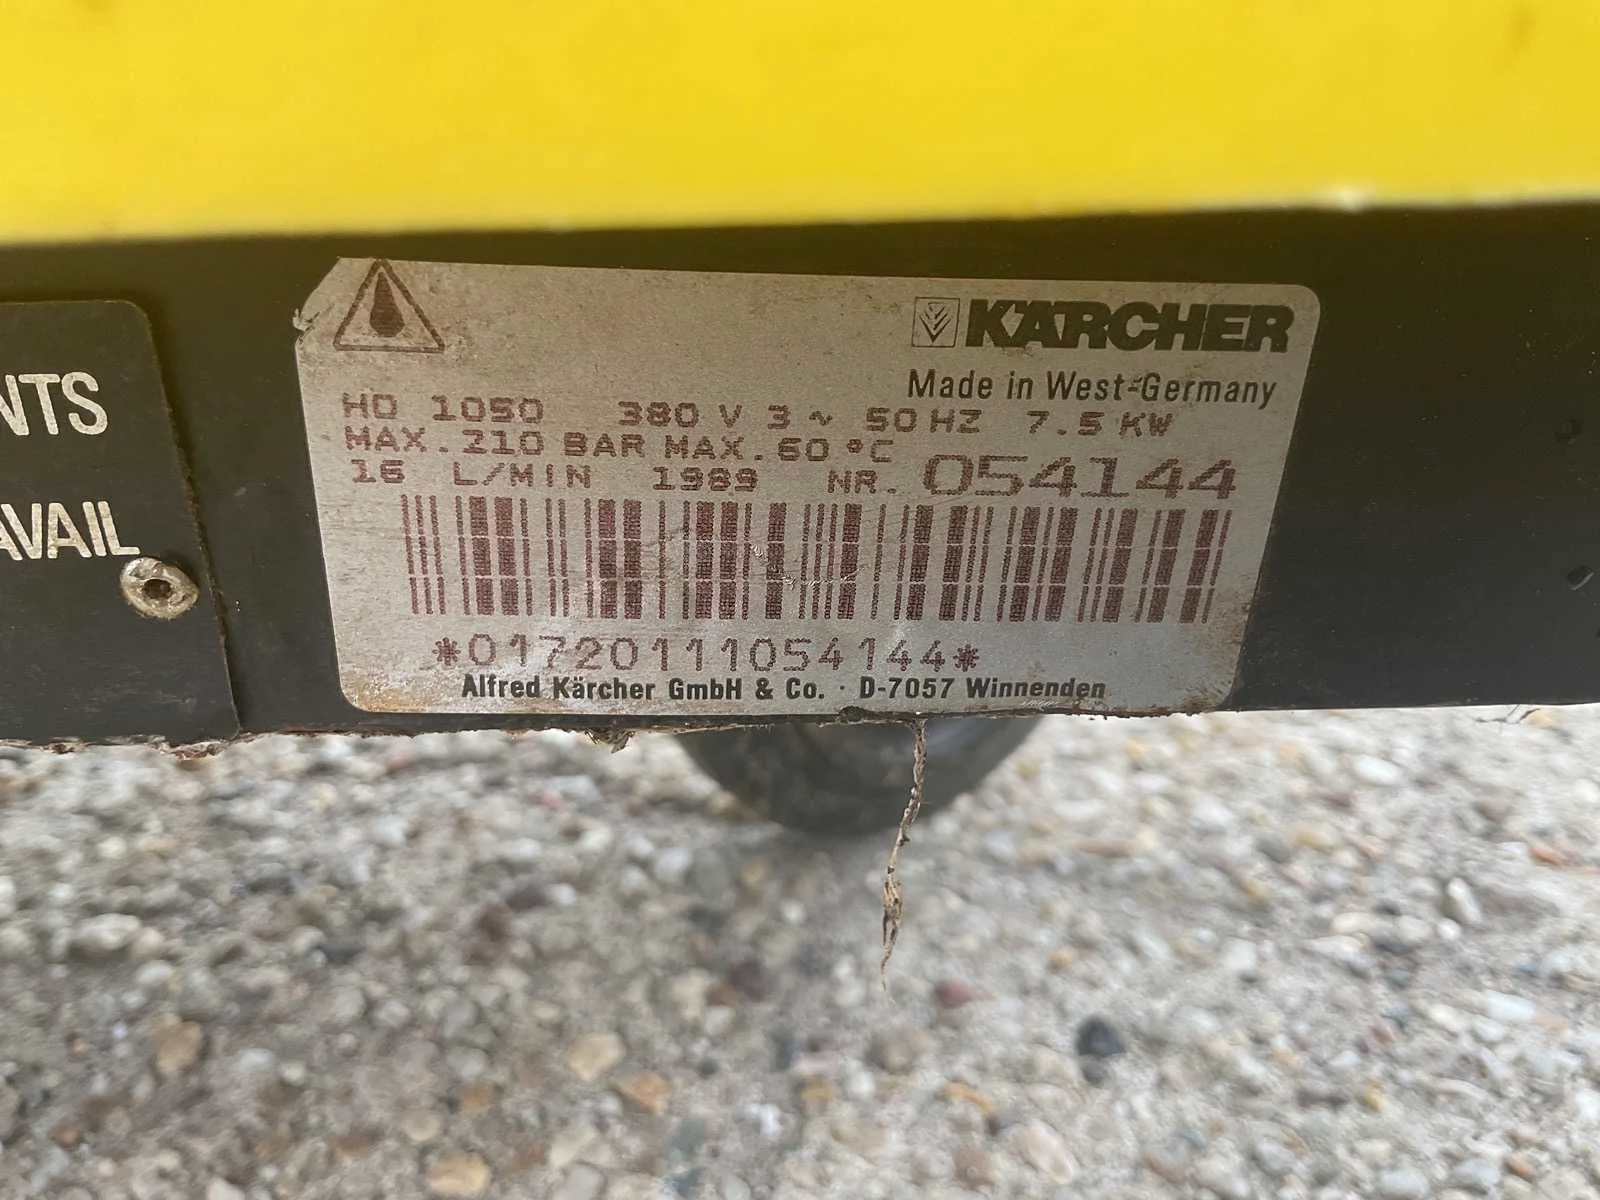 NTS
AVAIL
KÄRCHER
Made in West-Germany
HD 1050 380 V 3 ~ 50 HZ 7.5 KW
MAX. 210 BAR MAX. 60 °C
16 L/MIN 1989 NR. 054144
*01720111054144*
Alfred Kärcher GmbH & Co. · D-7057 Winnenden